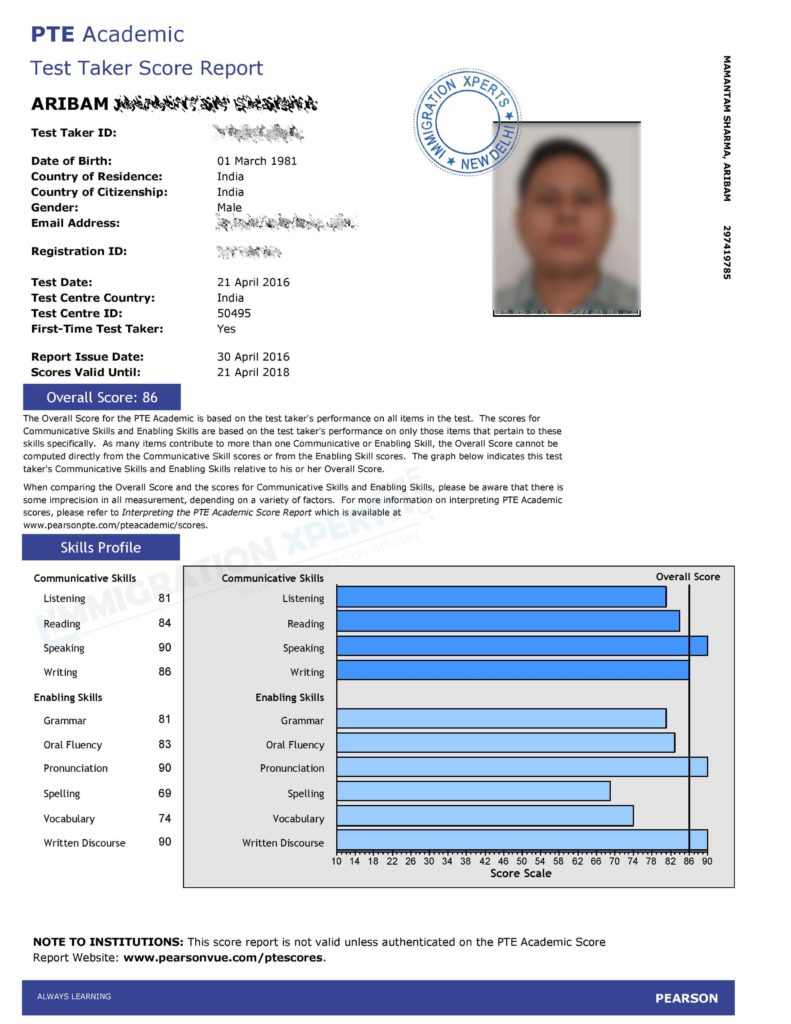 PTE Academic
Test Taker Score Report
ARIBAM
Test Taker ID:
Date of Birth: 01 March 1981
Country of Residence: India
Country of Citizenship: India
Gender: Male
Email Address:
Registration ID:
Test Date: 21 April 2016
Test Centre Country: India
Test Centre ID: 50495
First-Time Test Taker: Yes
Report Issue Date: 30 April 2016
Scores Valid Until: 21 April 2018
IMMIGRATION XPERTS ★ NEW DELHI ★
MAMANTAM SHARMA, ARIBAM 297419785
Overall Score: 86
The Overall Score for the PTE Academic is based on the test taker's performance on all items in the test. The scores for
Communicative Skills and Enabling Skills are based on the test taker's performance on only those items that pertain to these
skills specifically. As many items contribute to more than one Communicative or Enabling Skill, the Overall Score cannot be
computed directly from the Communicative Skill scores or from the Enabling Skill scores. The graph below indicates this test
taker's Communicative Skills and Enabling Skills relative to his or her Overall Score.
When comparing the Overall Score and the scores for Communicative Skills and Enabling Skills, please be aware that there is
some imprecision in all measurement, depending on a variety of factors. For more information on interpreting PTE Academic
scores, please refer to Interpreting the PTE Academic Score Report which is available at
www.pearsonpte.com/pteacademic/scores.
IMMIGRATION XPERTS
Skills Profile
Communicative Skills
Listening 81
Reading 84
Speaking 90
Writing 86
Enabling Skills
Grammar 81
Oral Fluency 83
Pronunciation 90
Spelling 69
Vocabulary 74
Written Discourse 90
Communicative Skills Overall Score
Listening
Reading
Speaking
Writing
Enabling Skills
Grammar
Oral Fluency
Pronunciation
Spelling
Vocabulary
Written Discourse
10 14 18 22 26 30 34 38 42 46 50 54 58 62 66 70 74 78 82 86 90
Score Scale
NOTE TO INSTITUTIONS: This score report is not valid unless authenticated on the PTE Academic Score
Report Website: www.pearsonvue.com/ptescores.
ALWAYS LEARNING PEARSON